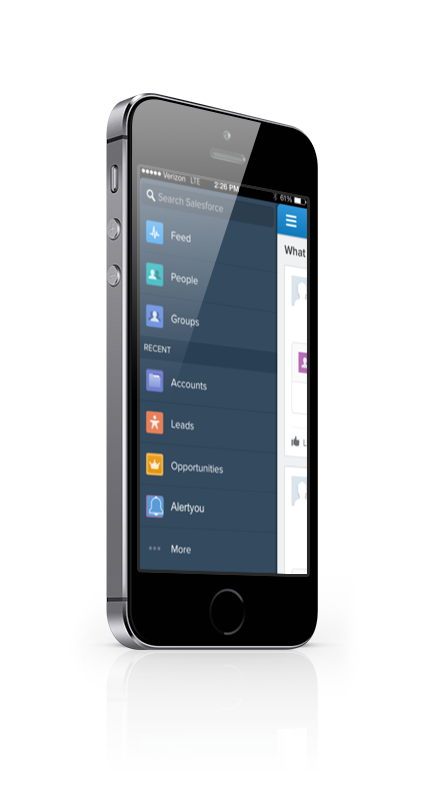 Verizon LTE 2:26 PM 61%
Search Salesforce
What
Feed
People
Groups
RECENT
Accounts
Leads
Opportunities
Alertyou
More